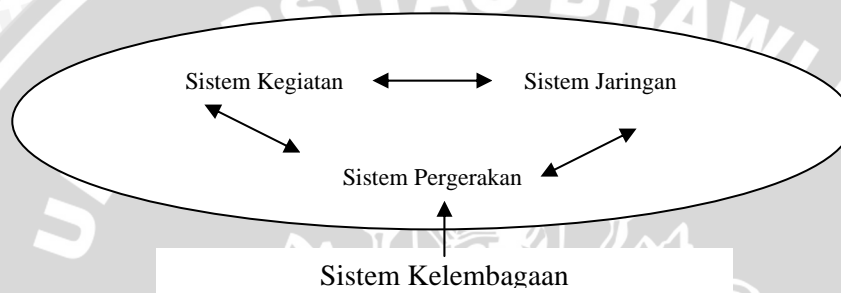 Sistem Kegiatan
Sistem Jaringan
Sistem Pergerakan
Sistem Kelembagaan